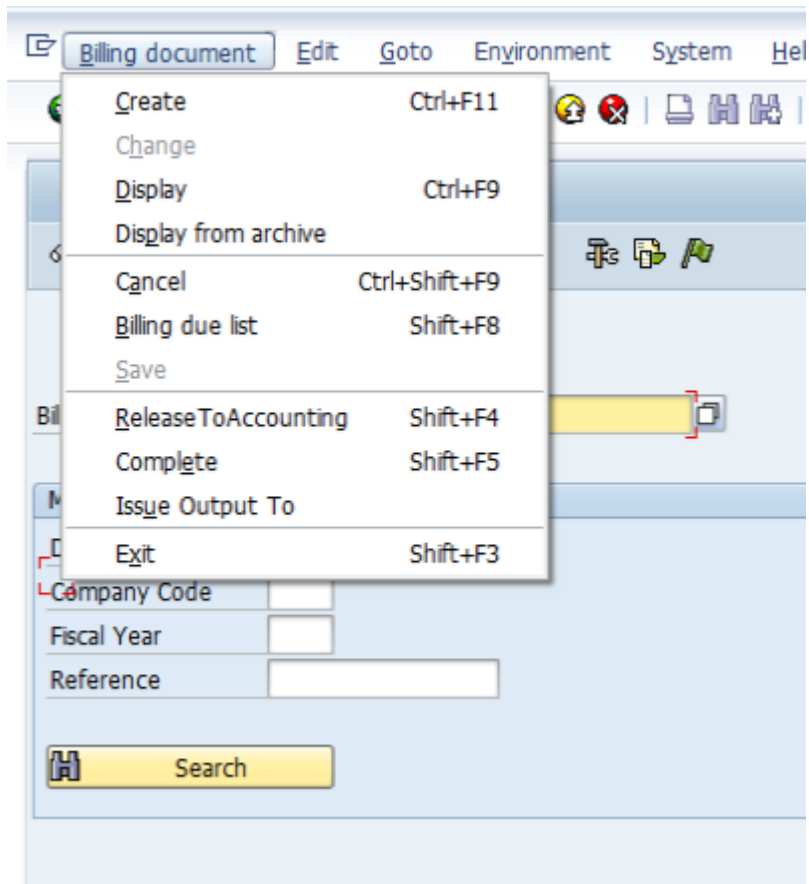 Billing document Edit Goto Environment System Hel
Create Ctrl+F11
Change
Display Ctrl+F9
Display from archive
Cancel Ctrl+Shift+F9
Billing due list Shift+F8
Save
ReleaseToAccounting Shift+F4
Complete Shift+F5
Issue Output To
Exit Shift+F3
Bil
Company Code
Fiscal Year
Reference
Search